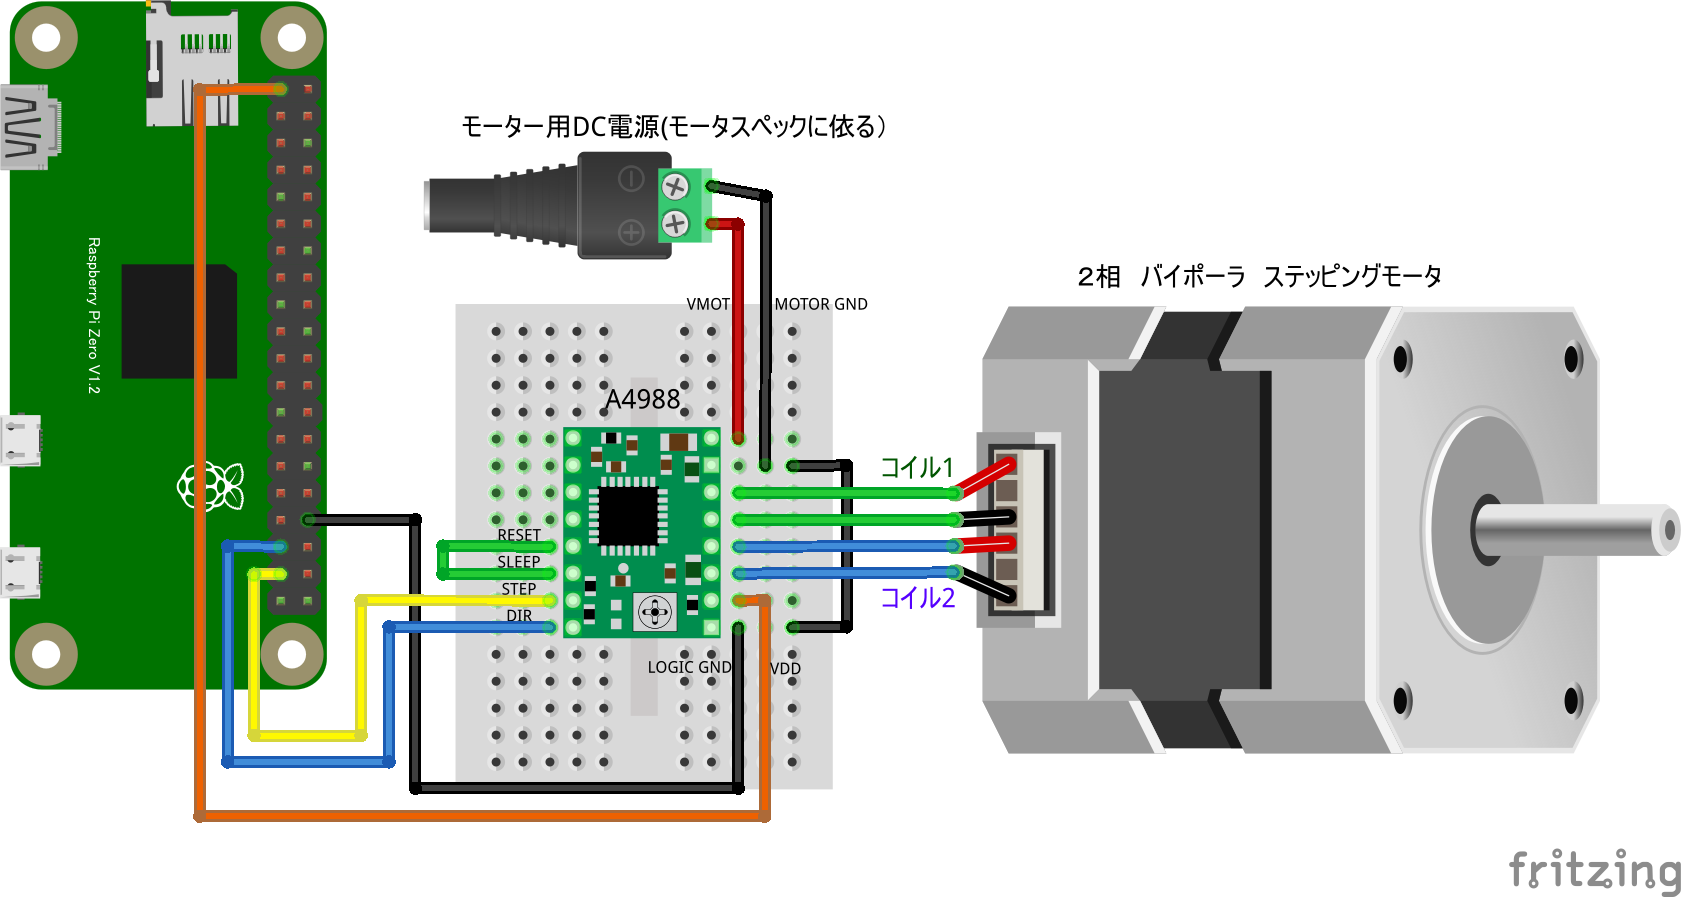 モーター用DC電源(モータスペックに依る）
VMOT
MOTOR GND
２相　バイポーラ　ステッピングモータ
Raspberry Pi Zero V1.2
A4988
コイル1
RESET
SLEEP
STEP
DIR
コイル2
LOGIC GND
VDD
fritzing